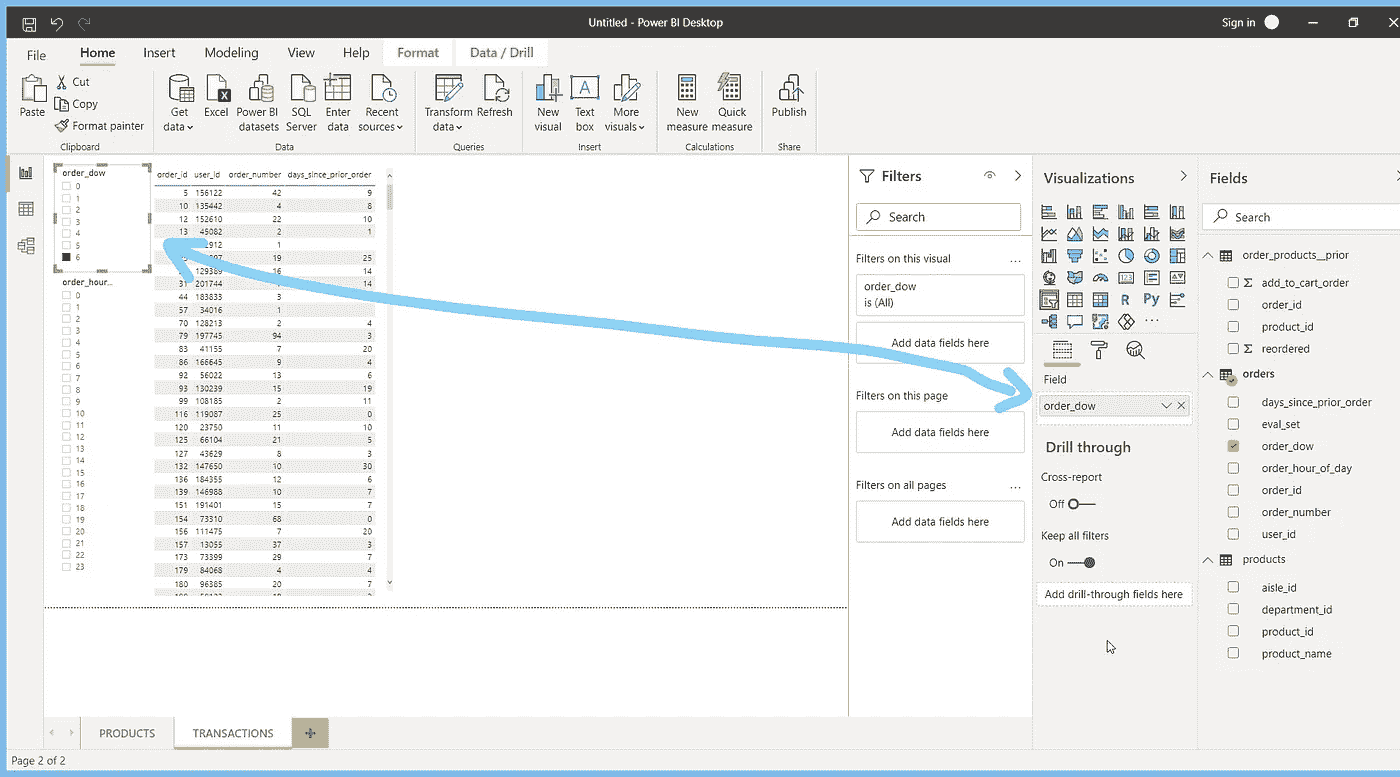 Untitled - Power BI Desktop
Sign in
File Home Insert Modeling View Help Format Data / Drill
Paste
Cut
Copy
Format painter
Clipboard
Get data
Excel
Power BI datasets
SQL Server
Enter data
Recent sources
Data
Transform data
Refresh
Queries
New visual
Text box
More visuals
Insert
New measure
Quick measure
Calculations
Publish
Share
order_dow
0
1
2
3
4
5
6
order_hour...
0
1
2
3
4
5
6
7
8
9
10
11
12
13
14
15
16
17
18
19
20
21
22
23
order_id user_id order_number days_since_prior_order
5 156122 42 9
10 135442 4 8
12 152610 22 10
13 45082 2 1
1
19 25
129389 16 14
31 201744 14
44 183833 3
57 34016 1
70 128213 2 4
79 197745 94 3
83 41155 7 20
86 166645 9 4
92 56022 13 6
93 130239 15 19
99 108185 2 11
116 119087 25 0
120 23750 11 10
125 66104 21 5
127 43629 8 3
132 147650 10 30
136 184355 12 6
139 146988 10 7
151 191401 15 7
154 73310 68 0
156 111475 7 20
157 13055 37 3
173 73399 29 7
179 84068 4 4
180 96385 20 7
Filters
Search
Filters on this visual ...
order_dow
is (All)
Add data fields here
Filters on this page
Add data fields here
Filters on all pages ...
Add data fields here
Visualizations
R
Py
...
Field
order_dow
Drill through
Cross-report
Off
Keep all filters
On
Add drill-through fields here
Fields
Search
order_products__prior
add_to_cart_order
order_id
product_id
reordered
orders
days_since_prior_order
eval_set
order_dow
order_hour_of_day
order_id
order_number
user_id
products
aisle_id
department_id
product_id
product_name
PRODUCTS
TRANSACTIONS
+
Page 2 of 2